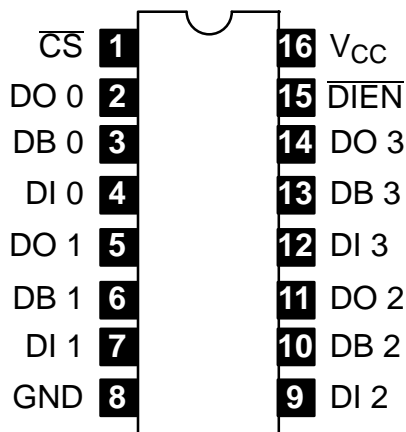 C̅S̅ 1 16 VCC
DO 0 2 15 D̅I̅E̅N̅
DB 0 3 14 DO 3
DI 0 4 13 DB 3
DO 1 5 12 DI 3
DB 1 6 11 DO 2
DI 1 7 10 DB 2
GND 8 9 DI 2